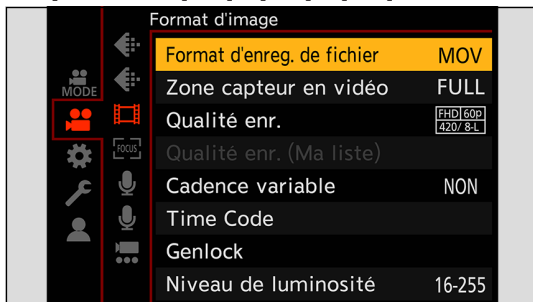 Format d'image
Format d'enreg. de fichier MOV
MODE
Zone capteur en vidéo FULL
Qualité enr. FHD 60p 420/ 8-L
FOCUS
Qualité enr. (Ma liste)
Cadence variable NON
Time Code
Genlock
Niveau de luminosité 16-255